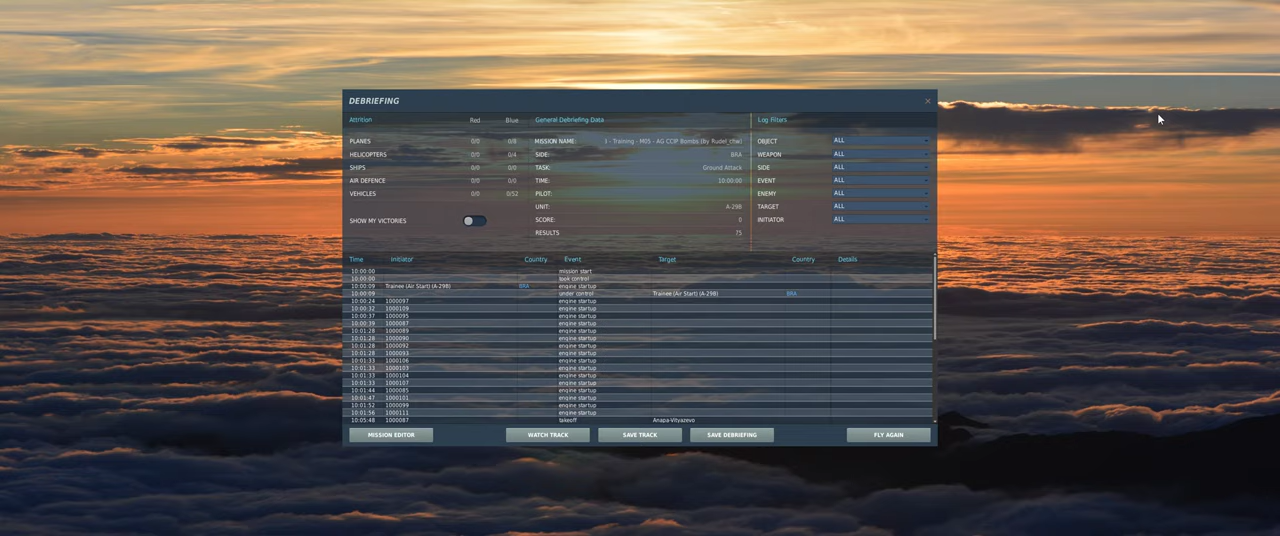 DEBRIEFING
Attrition Red Blue General Debriefing Data Log Filters
PLANES 0/0 0/8 MISSION NAME: - Training - M05 - AG CCIP Bombs (By Rudel_chw) OBJECT ALL
HELICOPTERS 0/0 0/4 SIDE: BRA WEAPON ALL
SHIPS 0/0 0/0 TASK: Ground Attack SIDE ALL
AIR DEFENCE 0/0 0/0 TIME: 10:00:00 EVENT ALL
VEHICLES 0/0 0/52 PILOT: ENEMY ALL
UNIT: A-29B TARGET ALL
SHOW MY VICTORIES SCORE: 0 INITIATOR ALL
RESULTS 75
Time Initiator Country Event Target Country Details
10:00:00 mission start
10:00:00 took control
10:00:09 Trainee (Air Start) (A-29B) BRA engine startup
10:00:09 under control Trainee (Air Start) (A-29B) BRA
10:00:24 1000097 engine startup
10:00:32 1000109 engine startup
10:00:37 1000095 engine startup
10:00:39 1000087 engine startup
10:01:28 1000089 engine startup
10:01:28 1000090 engine startup
10:01:28 1000092 engine startup
10:01:28 1000093 engine startup
10:01:33 1000106 engine startup
10:01:33 1000103 engine startup
10:01:33 1000104 engine startup
10:01:33 1000107 engine startup
10:01:44 1000085 engine startup
10:01:47 1000101 engine startup
10:01:52 1000099 engine startup
10:01:56 1000111 engine startup
10:05:48 1000087 takeoff Anapa-Vityazevo
MISSION EDITOR WATCH TRACK SAVE TRACK SAVE DEBRIEFING FLY AGAIN